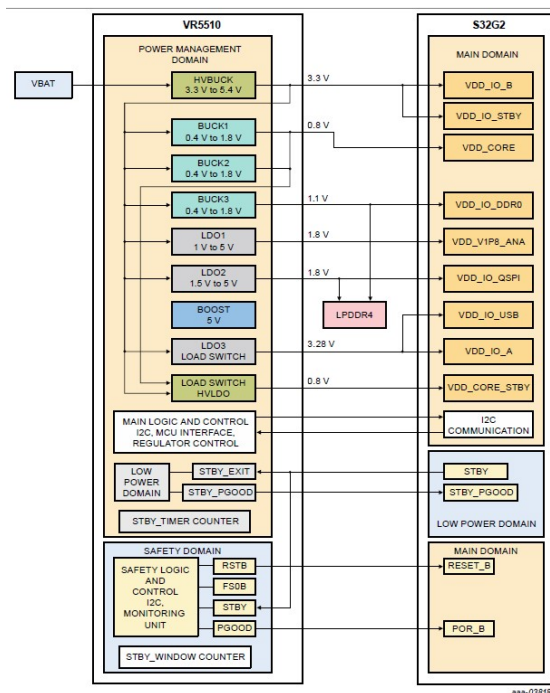 VR5510
S32G2
POWER MANAGEMENT
DOMAIN
MAIN DOMAIN
VBAT
HVBUCK
3.3 V to 5.4 V
3.3 V
VDD_IO_B
VDD_IO_STBY
BUCK1
0.4 V to 1.8 V
0.8 V
VDD_CORE
BUCK2
0.4 V to 1.8 V
BUCK3
0.4 V to 1.8 V
1.1 V
VDD_IO_DDR0
LDO1
1 V to 5 V
1.8 V
VDD_V1P8_ANA
LDO2
1.5 V to 5 V
1.8 V
VDD_IO_QSPI
BOOST
5 V
LPDDR4
VDD_IO_USB
LDO3
LOAD SWITCH
3.28 V
VDD_IO_A
LOAD SWITCH
HVLDO
0.8 V
VDD_CORE_STBY
MAIN LOGIC AND CONTROL
I2C, MCU INTERFACE,
REGULATOR CONTROL
I2C
COMMUNICATION
LOW
POWER
DOMAIN
STBY_EXIT
STBY
STBY_PGOOD
STBY_PGOOD
STBY_TIMER COUNTER
LOW POWER DOMAIN
SAFETY DOMAIN
MAIN DOMAIN
SAFETY LOGIC
AND
CONTROL
I2C,
MONITORING
UNIT
RSTB
RESET_B
FS0B
STBY
PGOOD
POR_B
STBY_WINDOW COUNTER